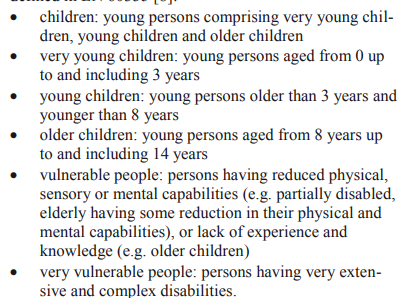 • children: young persons comprising very young chil-
dren, young children and older children
• very young children: young persons aged from 0 up
to and including 3 years
• young children: young persons older than 3 years and
younger than 8 years
• older children: young persons aged from 8 years up
to and including 14 years
• vulnerable people: persons having reduced physical,
sensory or mental capabilities (e.g. partially disabled,
elderly having some reduction in their physical and
mental capabilities), or lack of experience and
knowledge (e.g. older children)
• very vulnerable people: persons having very exten-
sive and complex disabilities.